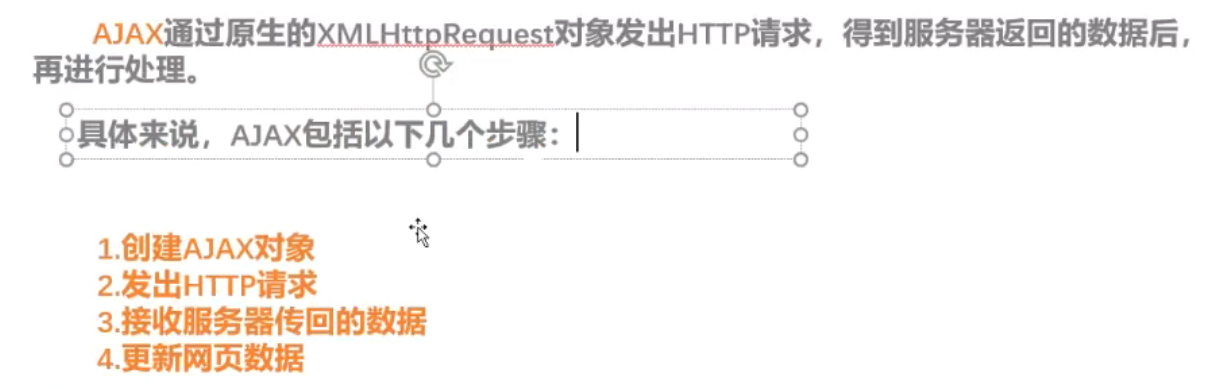 AJAX通过原生的XMLHttpRequest对象发出HTTP请求，得到服务器返回的数据后，
再进行处理。
具体来说，AJAX包括以下几个步骤：
1.创建AJAX对象
2.发出HTTP请求
3.接收服务器传回的数据
4.更新网页数据